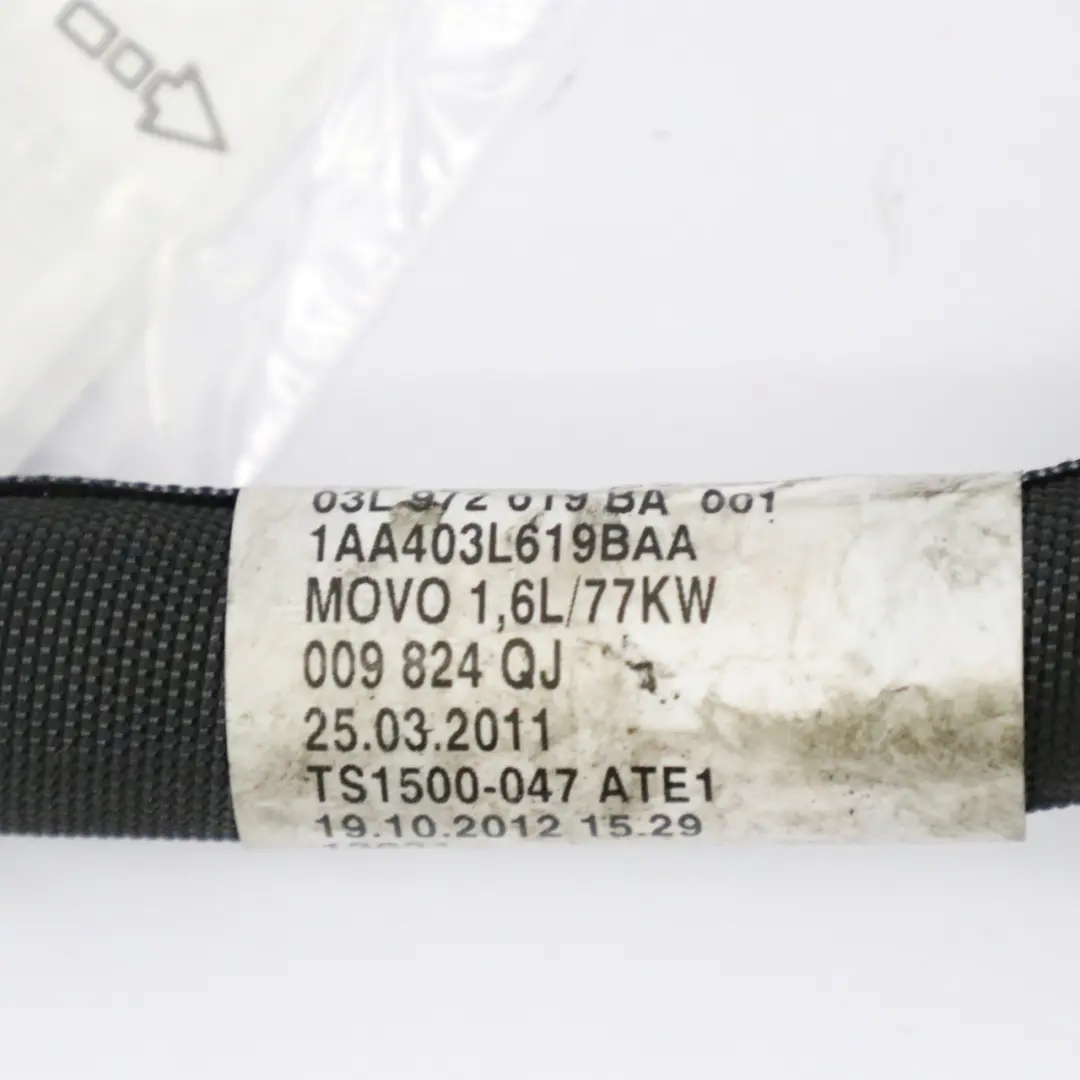 03L 972 619 BA 001
1AA403L619BAA
MOVO 1,6L/77KW
009 824 QJ
25.03.2011
TS1500-047 ATE1
19.10.2012 15.29